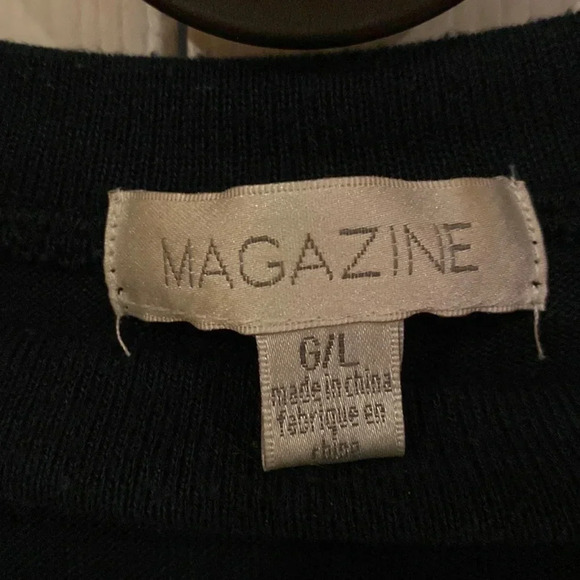 MAGAZINE
G/L
made in china
fabriqué en
chine